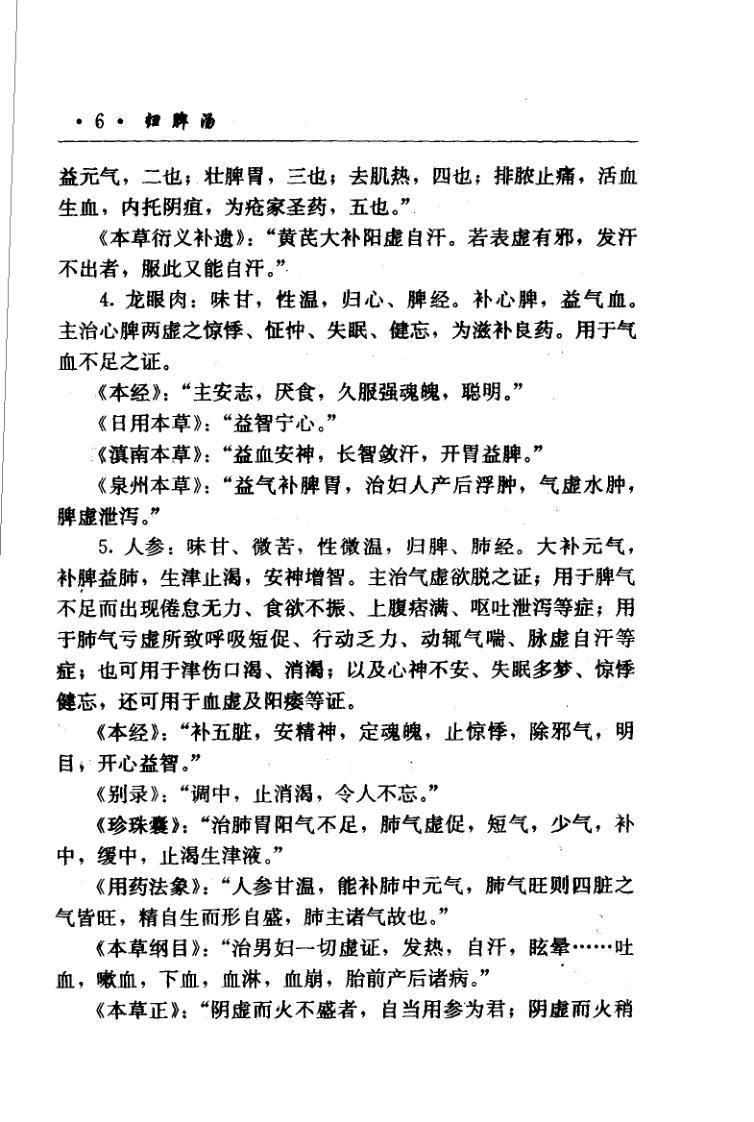 ·6· 归脾汤
益元气，二也；壮脾胃，三也；去肌热，四也；排脓止痛，活血
生血，内托阴疽，为疮家圣药，五也。”
《本草衍义补遗》：“黄芪大补阳虚自汗。若表虚有邪，发汗
不出者，服此又能自汗。”
4. 龙眼肉：味甘，性温，归心、脾经。补心脾，益气血。
主治心脾两虚之惊悸、怔忡、失眠、健忘，为滋补良药。用于气
血不足之证。
《本经》：“主安志，厌食，久服强魂魄，聪明。”
《日用本草》：“益智宁心。”
《滇南本草》：“益血安神，长智敛汗，开胃益脾。”
《泉州本草》：“益气补脾胃，治妇人产后浮肿，气虚水肿，
脾虚泄泻。”
5. 人参：味甘、微苦，性微温，归脾、肺经。大补元气，
补脾益肺，生津止渴，安神增智。主治气虚欲脱之证；用于脾气
不足而出现倦怠无力、食欲不振、上腹痞满、呕吐泄泻等症；用
于肺气亏虚所致呼吸短促、行动乏力、动辄气喘、脉虚自汗等
症；也可用于津伤口渴、消渴；以及心神不安、失眠多梦、惊悸
健忘，还可用于血虚及阳痿等证。
《本经》：“补五脏，安精神，定魂魄，止惊悸，除邪气，明
目，开心益智。”
《别录》：“调中，止消渴，令人不忘。”
《珍珠囊》：“治肺胃阳气不足，肺气虚促，短气，少气，补
中，缓中，止渴生津液。”
《用药法象》：“人参甘温，能补肺中元气，肺气旺则四脏之
气皆旺，精自生而形自盛，肺主诸气故也。”
《本草纲目》：“治男妇一切虚证，发热，自汗，眩晕……吐
血，嗽血，下血，血淋，血崩，胎前产后诸病。”
《本草正》：“阴虚而火不盛者，自当用参为君；阴虚而火稍